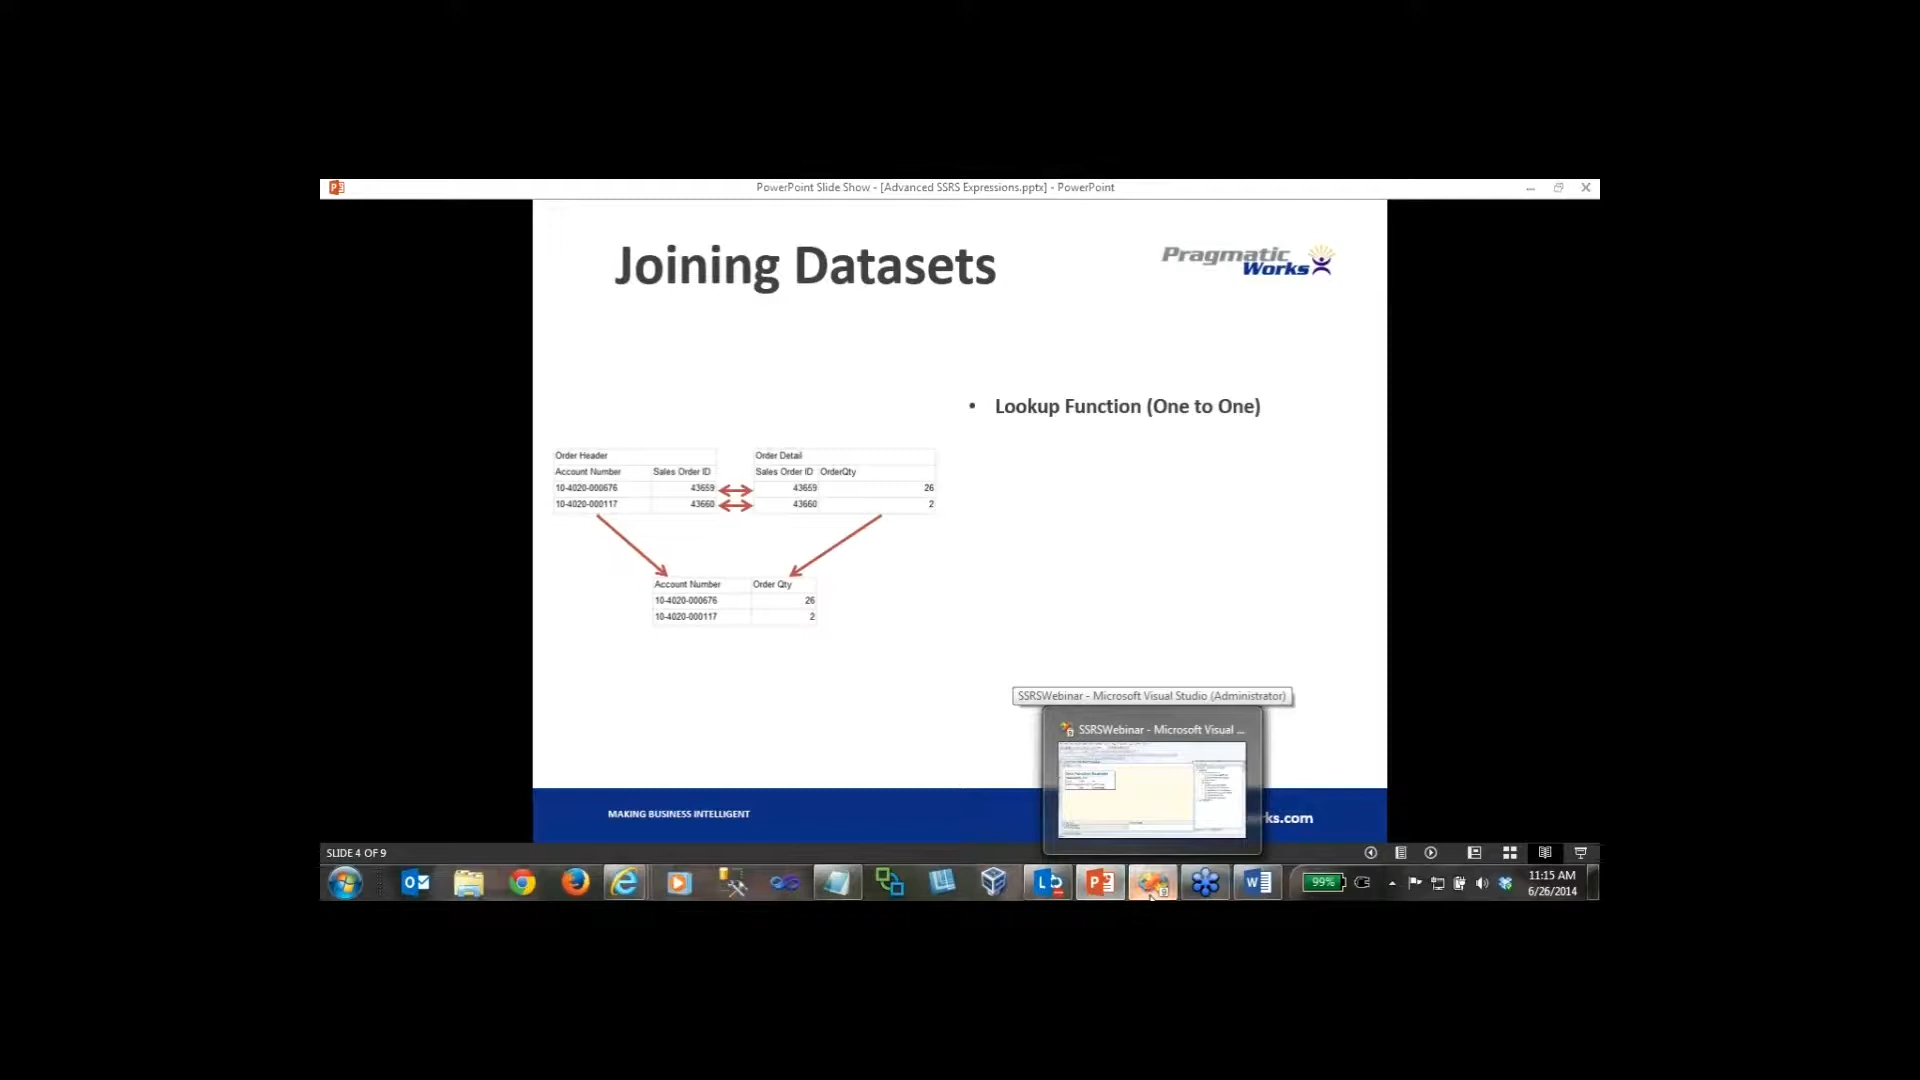 PowerPoint Slide Show - [Advanced SSRS Expressions.pptx] - PowerPoint
Joining Datasets
Pragmatic
Works
• Lookup Function (One to One)
Order Header
Account Number Sales Order ID
10-4020-000676 43659
10-4020-000117 43660
Order Detail
Sales Order ID OrderQty
43659 26
43660 2
Account Number Order Qty
10-4020-000676 26
10-4020-000117 2
SSRSWebinar - Microsoft Visual Studio (Administrator)
SSRSWebinar - Microsoft Visual ...
MAKING BUSINESS INTELLIGENT
rks.com
SLIDE 4 OF 9
99%
11:15 AM
6/26/2014